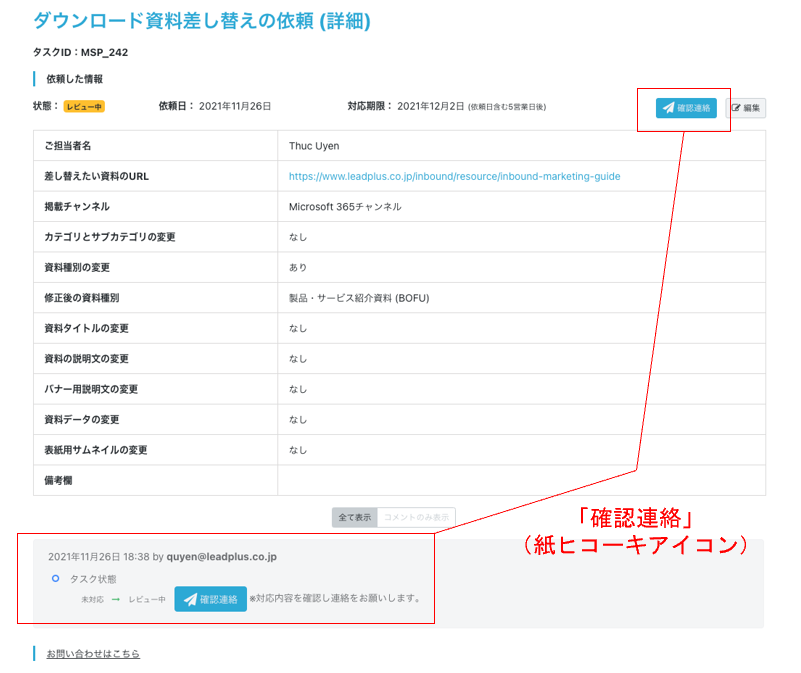 ダウンロード資料差し替えの依頼 (詳細)
タスクID：MSP_242
依頼した情報
状態： レビュー中 依頼日： 2021年11月26日 対応期限： 2021年12月2日 (依頼日含む5営業日後) 確認連絡 編集
ご担当者名 Thuc Uyen
差し替えたい資料のURL https://www.leadplus.co.jp/inbound/resource/inbound-marketing-guide
掲載チャンネル Microsoft 365チャンネル
カテゴリとサブカテゴリの変更 なし
資料種別の変更 あり
修正後の資料種別 製品・サービス紹介資料 (BOFU)
資料タイトルの変更 なし
資料の説明文の変更 なし
バナー用説明文の変更 なし
資料データの変更 なし
表紙用サムネイルの変更 なし
備考欄
全て表示 コメントのみ表示
「確認連絡」
（紙ヒコーキアイコン）
2021年11月26日 18:38 by quyen@leadplus.co.jp
タスク状態
未対応 → レビュー中 確認連絡 ※対応内容を確認し連絡をお願いします。
お問い合わせはこちら